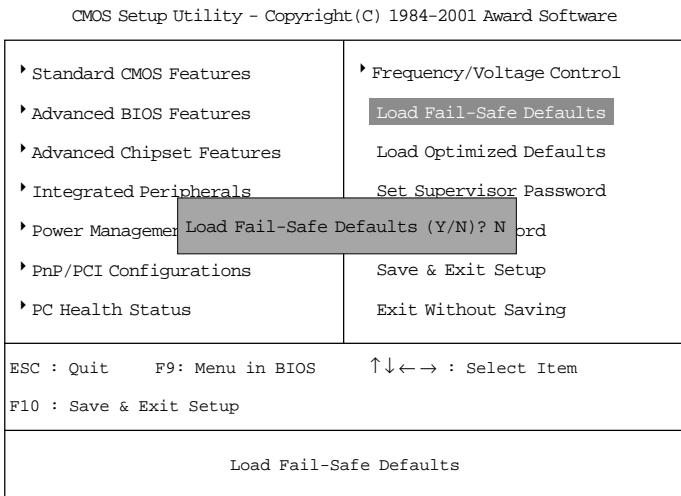 CMOS Setup Utility - Copyright(C) 1984-2001 Award Software
Standard CMOS Features
Advanced BIOS Features
Advanced Chipset Features
Integrated Peripherals
Power Managemen
PnP/PCI Configurations
PC Health Status
Frequency/Voltage Control
Load Fail-Safe Defaults
Load Optimized Defaults
Set Supervisor Password
ord
Save & Exit Setup
Exit Without Saving
Load Fail-Safe Defaults (Y/N)? N
ESC : Quit F9: Menu in BIOS ↑↓←→ : Select Item
F10 : Save & Exit Setup
Load Fail-Safe Defaults